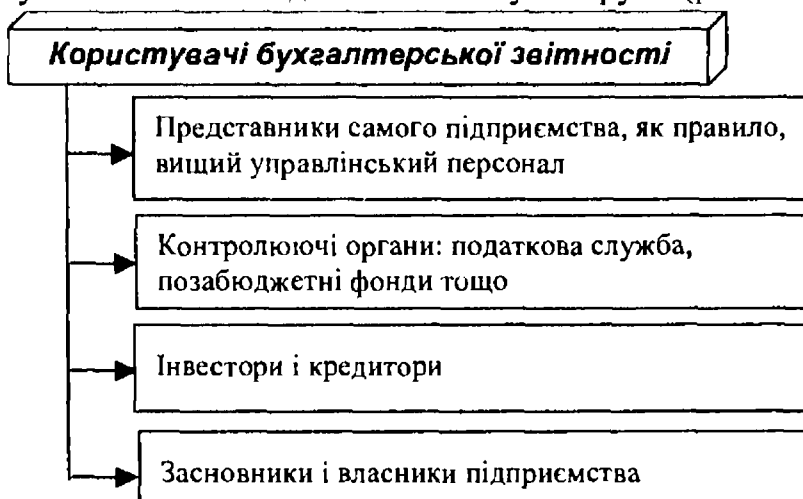 Користувачі бухгалтерської звітності
Представники самого підприємства, як правило,
вищий управлінський персонал
Контролюючі органи: податкова служба,
позабюджетні фонди тощо
Інвестори і кредитори
Засновники і власники підприємства